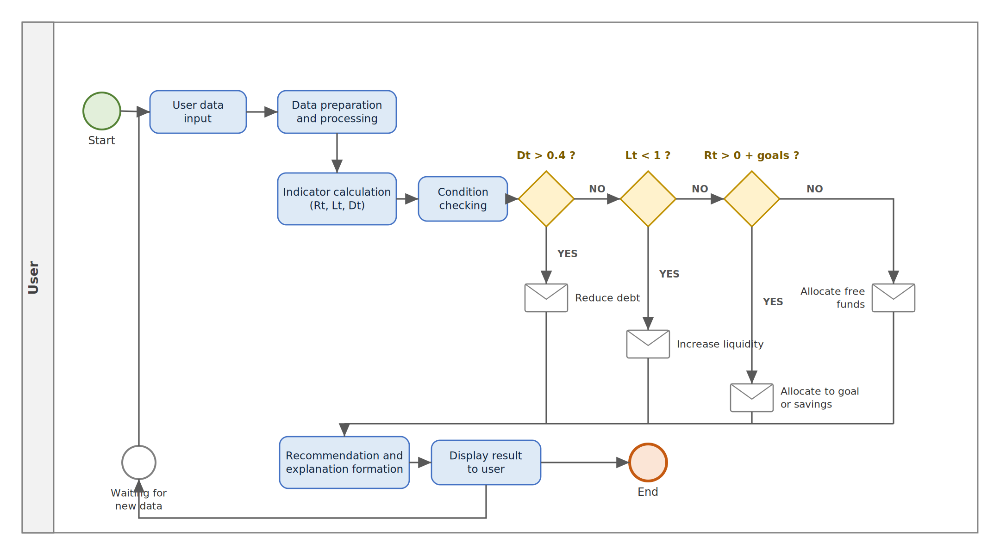 User
Start
User data
input
Data preparation
and processing
Indicator calculation
(Rt, Lt, Dt)
Condition
checking
Dt > 0.4 ?
Lt < 1 ?
Rt > 0 + goals ?
NO
NO
NO
YES
YES
YES
Reduce debt
Increase liquidity
Allocate to goal
or savings
Allocate free
funds
Recommendation and
explanation formation
Display result
to user
End
Waiting for
new data